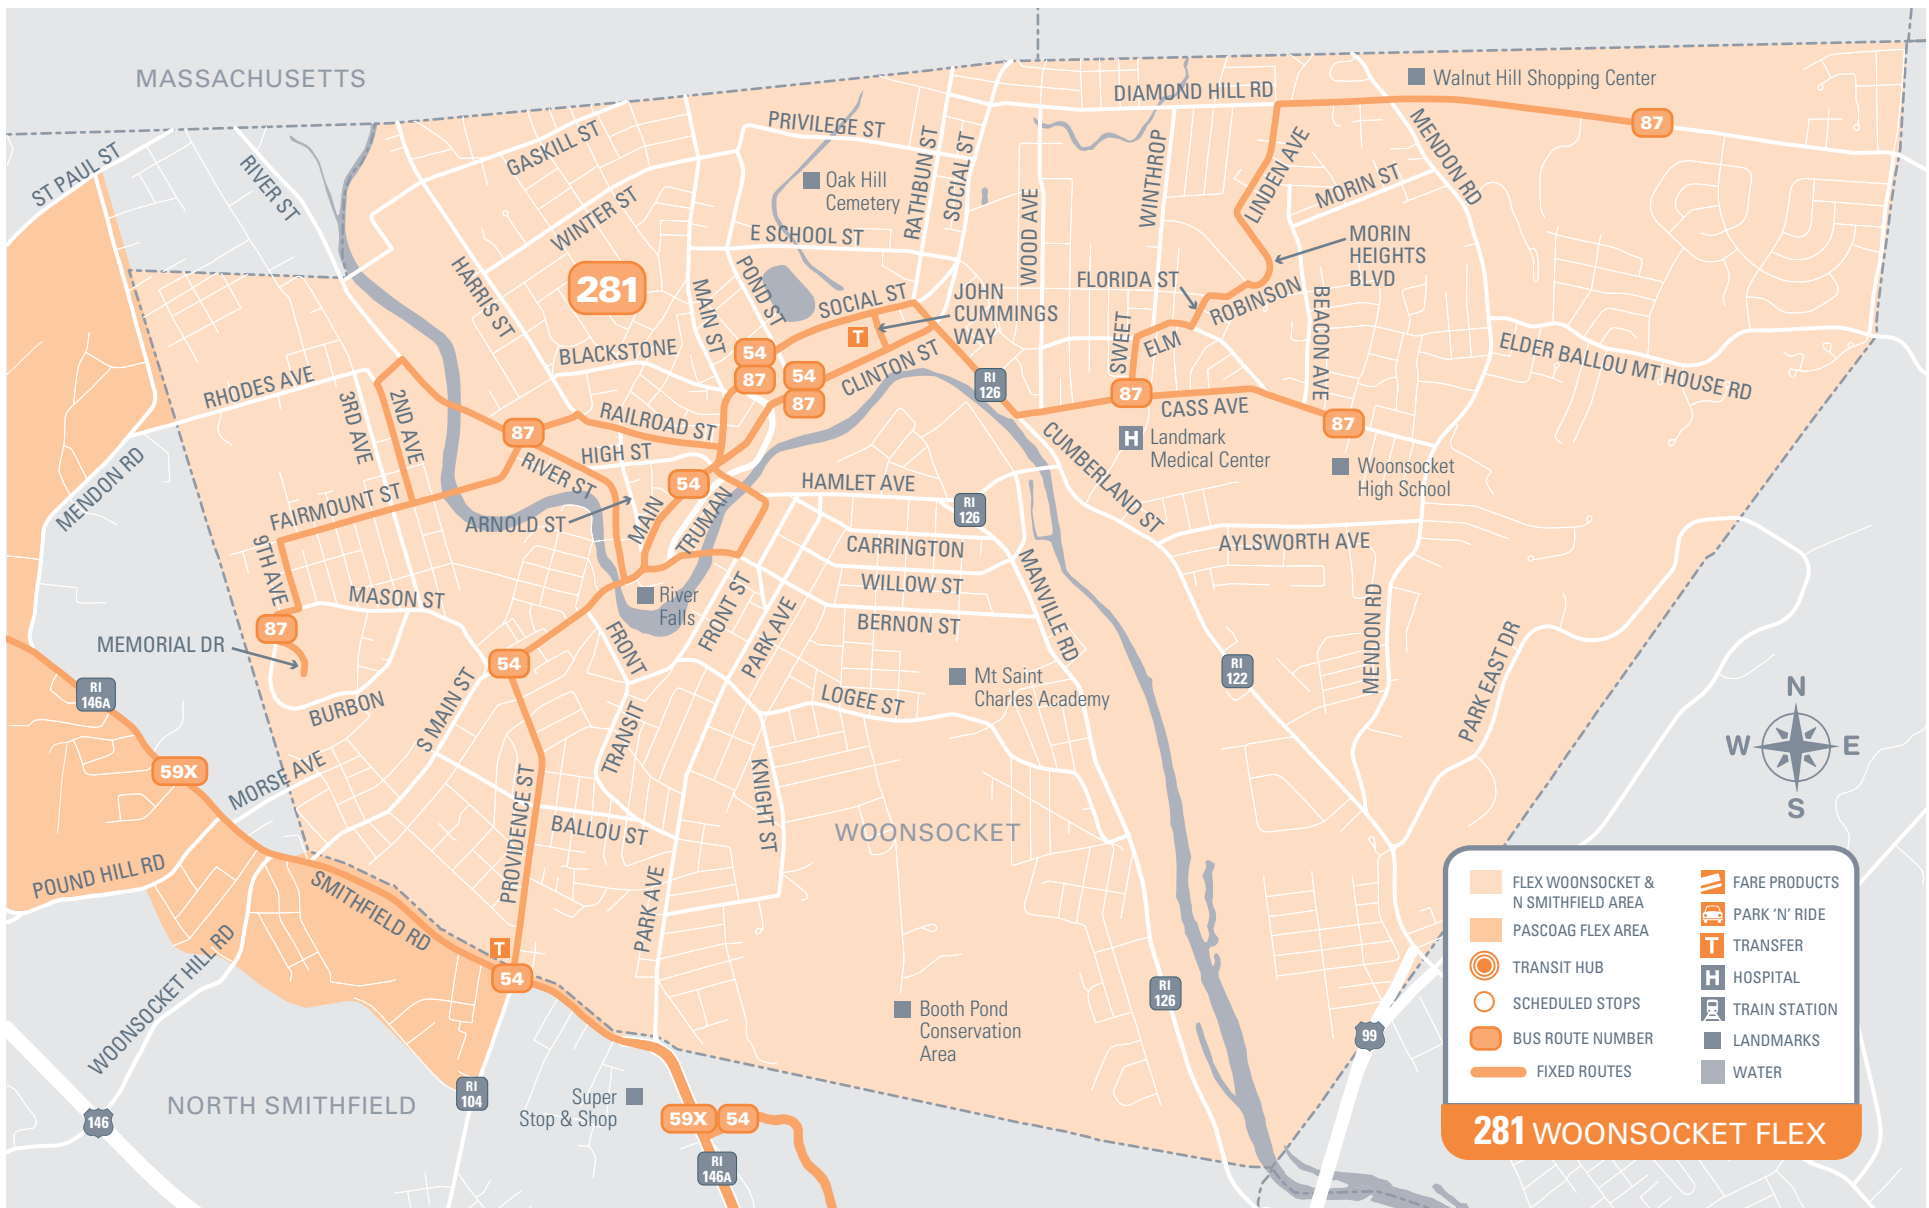 MASSACHUSETTS
Walnut Hill Shopping Center
DIAMOND HILL RD
87
ST PAUL ST
RIVER ST
GASKILL ST
PRIVILEGE ST
RATHBUN ST
SOCIAL ST
WINTHROP
LINDEN AVE
MENDON RD
MORIN ST
Oak Hill
Cemetery
WINTER ST
E SCHOOL ST
WOOD AVE
MORIN
HEIGHTS
BLVD
281
HARRIS ST
MAIN ST
POND ST
SOCIAL ST
JOHN
CUMMINGS
WAY
FLORIDA ST
ROBINSON
BEACON AVE
T
SWEET
ELM
ELDER BALLOU MT HOUSE RD
BLACKSTONE
54
87
54
87
CLINTON ST
RI
126
87
CASS AVE
87
RHODES AVE
3RD AVE
2ND AVE
87
RAILROAD ST
HIGH ST
RIVER ST
H
Landmark
Medical Center
Woonsocket
High School
CUMBERLAND ST
MENDON RD
FAIRMOUNT ST
ARNOLD ST
54
MAIN
TRUMAN
HAMLET AVE
RI
126
CARRINGTON
AYLSWORTH AVE
9TH AVE
MASON ST
WILLOW ST
MANVILLE RD
MENDON RD
87
MEMORIAL DR
River
Falls
FRONT ST
PARK AVE
BERNON ST
FRONT
54
RI
122
PARK EAST DR
RI
146A
BURBON
S MAIN ST
Mt Saint
Charles Academy
LOGEE ST
TRANSIT
N
W
E
S
59X
MORSE AVE
PROVIDENCE ST
KNIGHT ST
BALLOU ST
WOONSOCKET
POUND HILL RD
SMITHFIELD RD
PARK AVE
WOONSOCKET HILL RD
T
54
RI
126
Booth Pond
Conservation
Area
99
NORTH SMITHFIELD
146
RI
104
Super
Stop & Shop
59X
54
RI
146A
FLEX WOONSOCKET &
N SMITHFIELD AREA
PASCOAG FLEX AREA
TRANSIT HUB
SCHEDULED STOPS
BUS ROUTE NUMBER
FIXED ROUTES
FARE PRODUCTS
PARK 'N' RIDE
T TRANSFER
H HOSPITAL
TRAIN STATION
LANDMARKS
WATER
281 WOONSOCKET FLEX